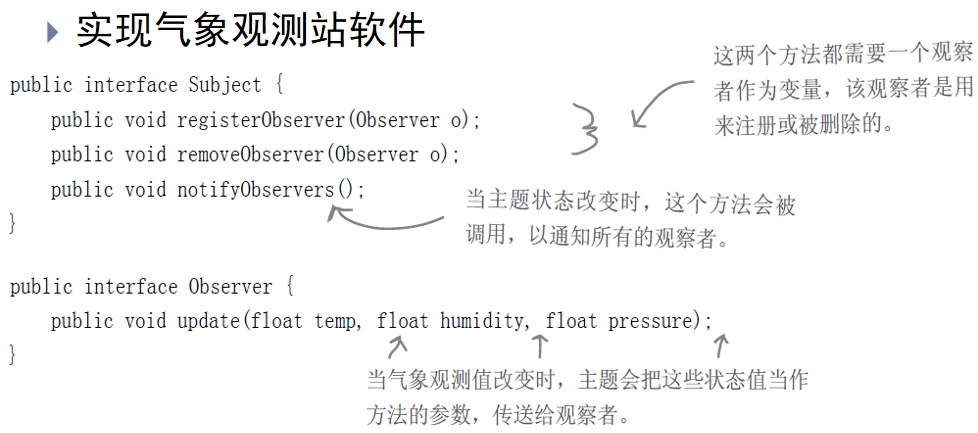 实现气象观测站软件
public interface Subject {
public void registerObserver(Observer o);
public void removeObserver(Observer o);
public void notifyObservers();
}
这两个方法都需要一个观察
者作为变量，该观察者是用
来注册或被删除的。
当主题状态改变时，这个方法会被
调用，以通知所有的观察者。
public interface Observer {
public void update(float temp, float humidity, float pressure);
}
当气象观测值改变时，主题会把这些状态值当作
方法的参数，传送给观察者。